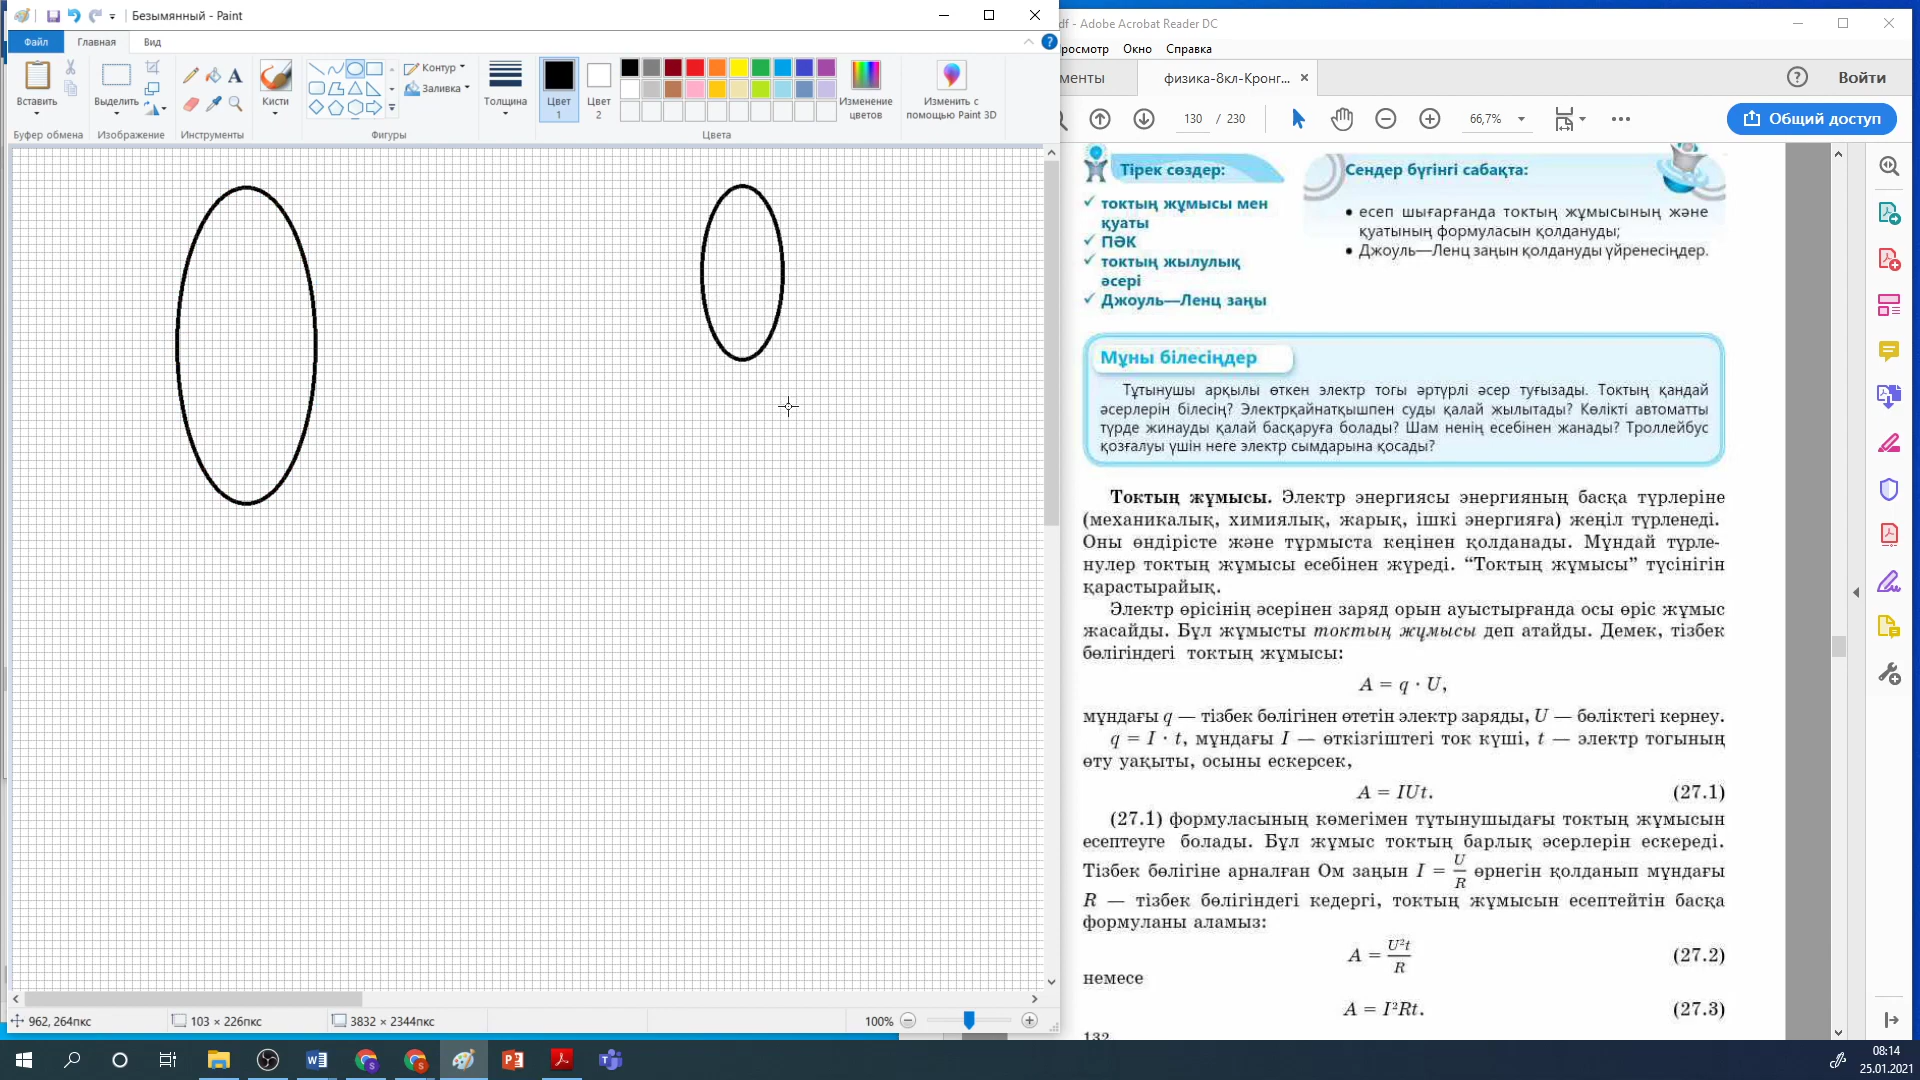 Безымянный - Paint
Файл
Главная
Вид
Вставить
Выделить
Кисти
Контур
Заливка
Толщина
Цвет
1
Цвет
2
Изменение
цветов
Изменить с
помощью Paint 3D
Буфер обмена
Изображение
Инструменты
Фигуры
Цвета
962, 264пкс
103 × 226пкс
3832 × 2344пкс
100%
df - Adobe Acrobat Reader DC
росмотр Окно Справка
менты
физика-8кл-Кронг...
Войти
130 / 230
66,7%
Общий доступ
Тірек сөздер:
токтың жұмысы мен
қуаты
ПӘК
токтың жылулық
әсері
Джоуль—Ленц заңы
Сендер бүгінгі сабақта:
• есеп шығарғанда токтың жұмысының және
қуатының формуласын қолдануды;
• Джоуль—Ленц заңын қолдануды үйренесіңдер.
Мұны білесіңдер
Тұтынушы арқылы өткен электр тогы әртүрлі әсер туғызады. Токтың қандай
әсерлерін білесің? Электрқайнатқышпен суды қалай жылытады? Көлікті автоматты
түрде жинауды қалай басқаруға болады? Шам ненің есебінен жанады? Троллейбус
қозғалуы үшін неге электр сымдарына қосады?
Токтың жұмысы. Электр энергиясы энергияның басқа түрлеріне
(механикалық, химиялық, жарық, ішкі энергияға) жеңіл түрленеді.
Оны өндірісте және тұрмыста кеңінен қолданады. Мұндай түрле-
нулер токтың жұмысы есебінен жүреді. “Токтың жұмысы” түсінігін
қарастырайық.
Электр өрісінің әсерінен заряд орын ауыстырғанда осы өріс жұмыс
жасайды. Бұл жұмысты токтың жұмысы деп атайды. Демек, тізбек
бөлігіндегі токтың жұмысы:
A = q · U,
мұндағы q — тізбек бөлігінен өтетін электр заряды, U — бөліктегі кернеу.
q = I · t, мұндағы I — өткізгіштегі ток күші, t — электр тогының
өту уақыты, осыны ескерсек,
A = IUt. (27.1)
(27.1) формуласының көмегімен тұтынушыдағы токтың жұмысын
есептеуге болады. Бұл жұмыс токтың барлық әсерлерін ескереді.
Тізбек бөлігіне арналған Ом заңын I = U/R өрнегін қолданып мұндағы
R — тізбек бөлігіндегі кедергі, токтың жұмысын есептейтін басқа
формуланы аламыз:
A = U²t/R (27.2)
немесе
A = I²Rt. (27.3)
132
08:14
25.01.2021